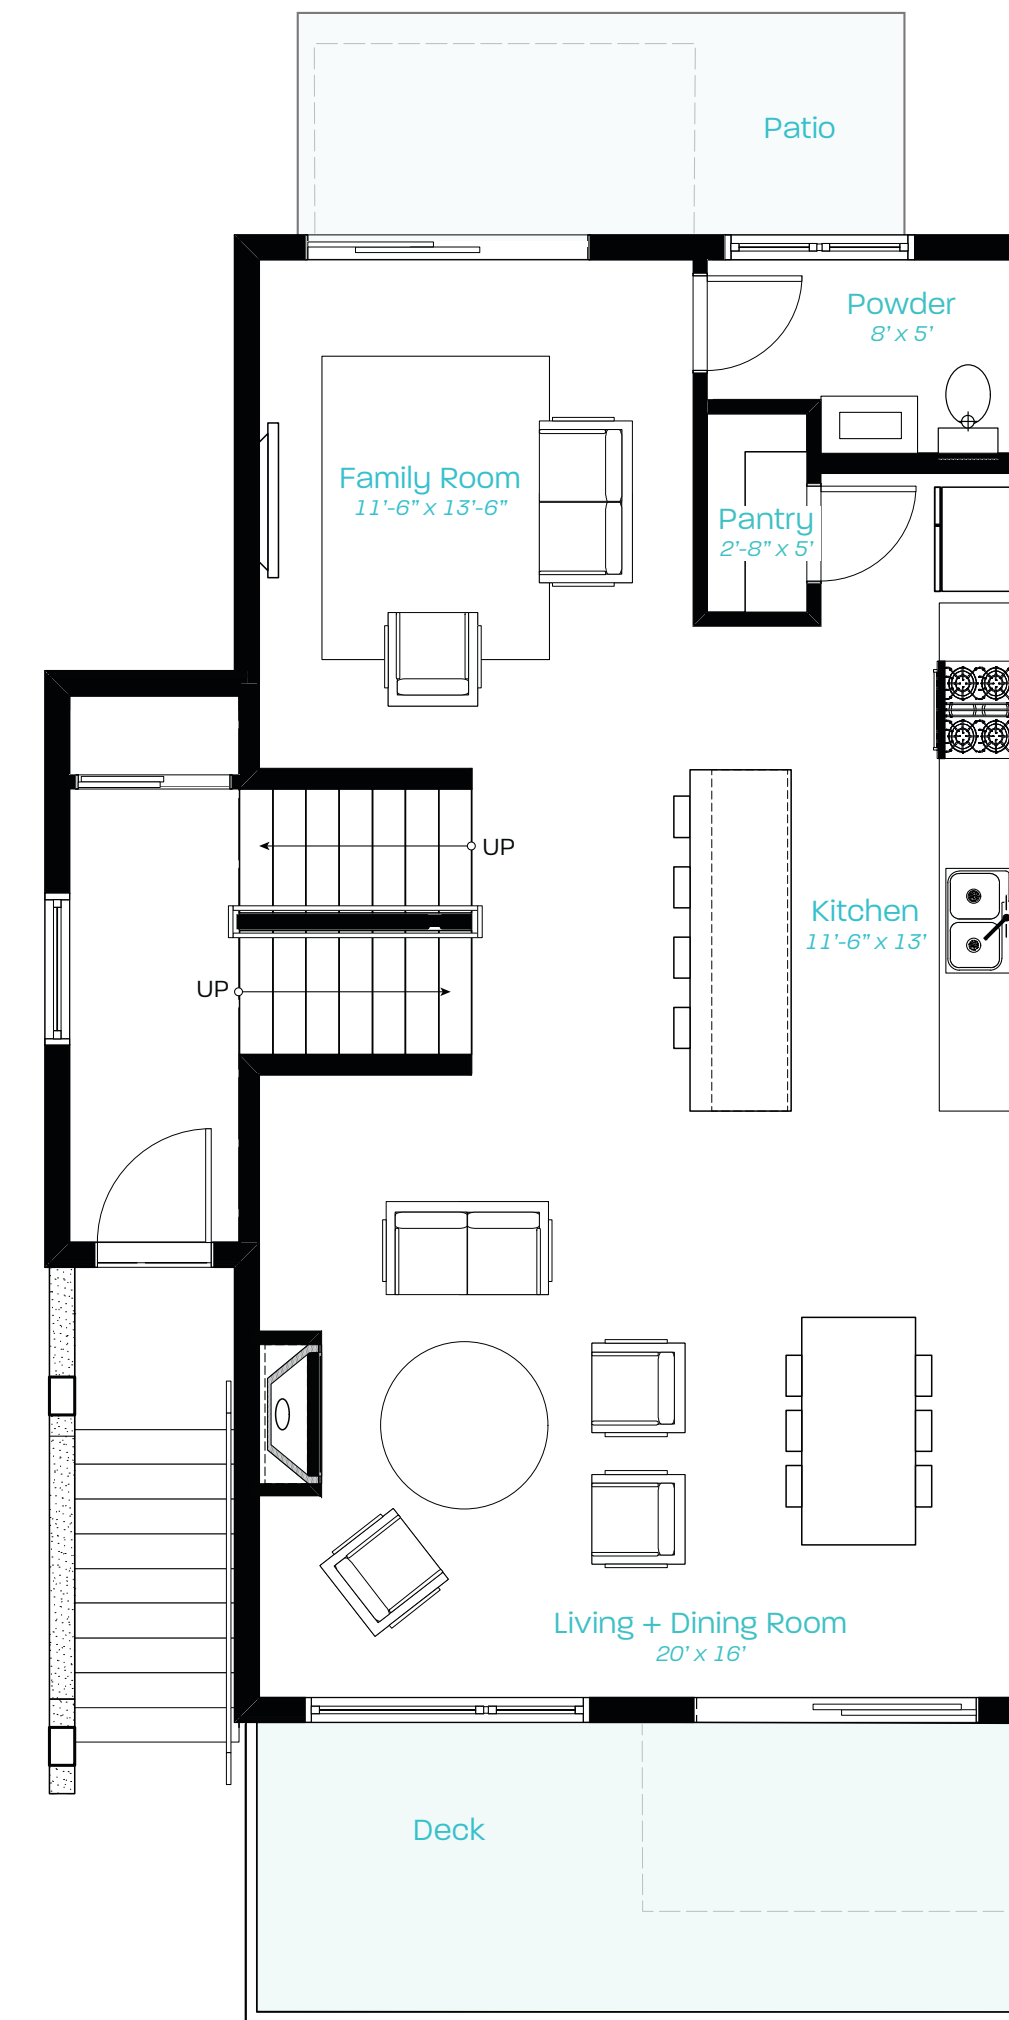 Patio
Powder
8’ x 5’
Family Room
11’-6” x 13’-6”
Pantry
2’-8” x 5’
UP
Kitchen
11’-6” x 13’
UP
Living + Dining Room
20’ x 16’
Deck